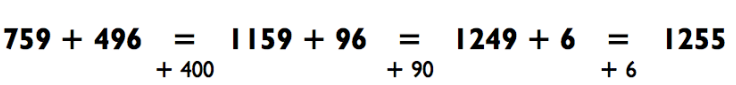 759 + 496 = 1159 + 96 = 1249 + 6 = 1255
+ 400 + 90 + 6